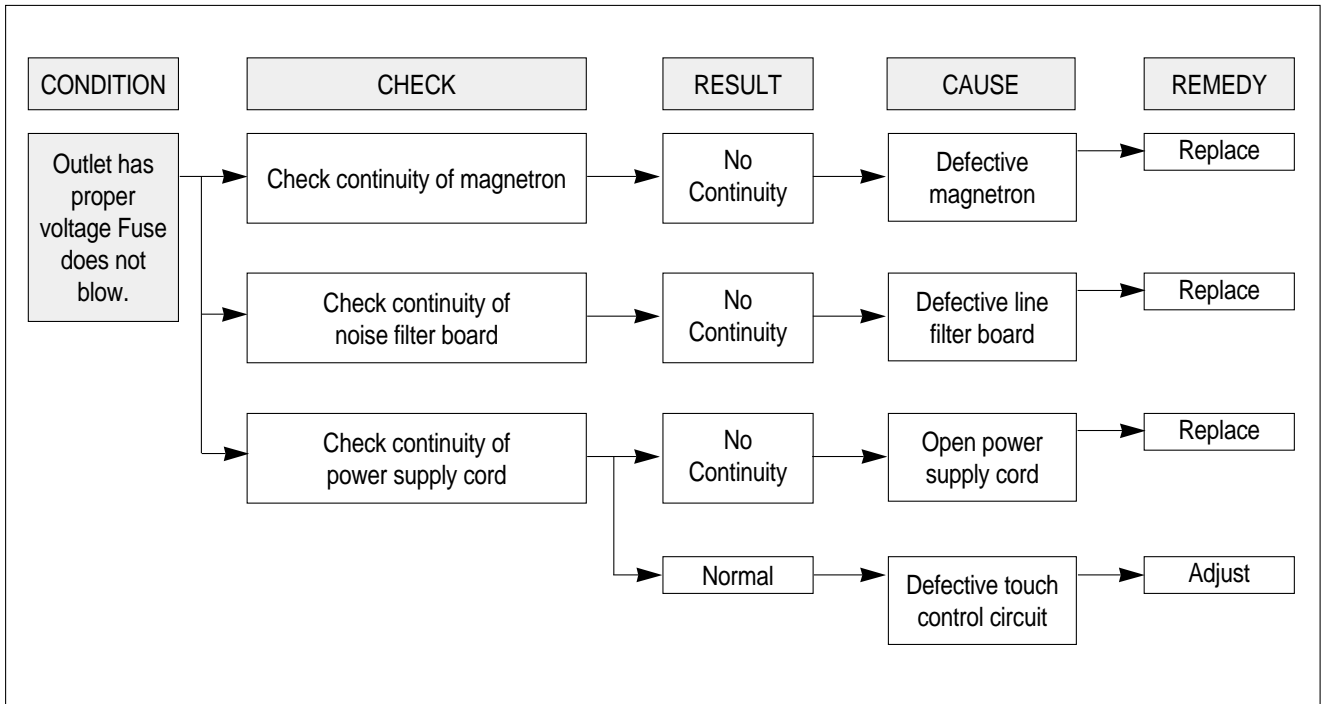 CONDITION
CHECK
RESULT
CAUSE
REMEDY
Outlet has
proper
voltage Fuse
does not
blow.
Check continuity of magnetron
No
Continuity
Defective
magnetron
Replace
Check continuity of
noise filter board
No
Continuity
Defective line
filter board
Replace
Check continuity of
power supply cord
No
Continuity
Open power
supply cord
Replace
Normal
Defective touch
control circuit
Adjust